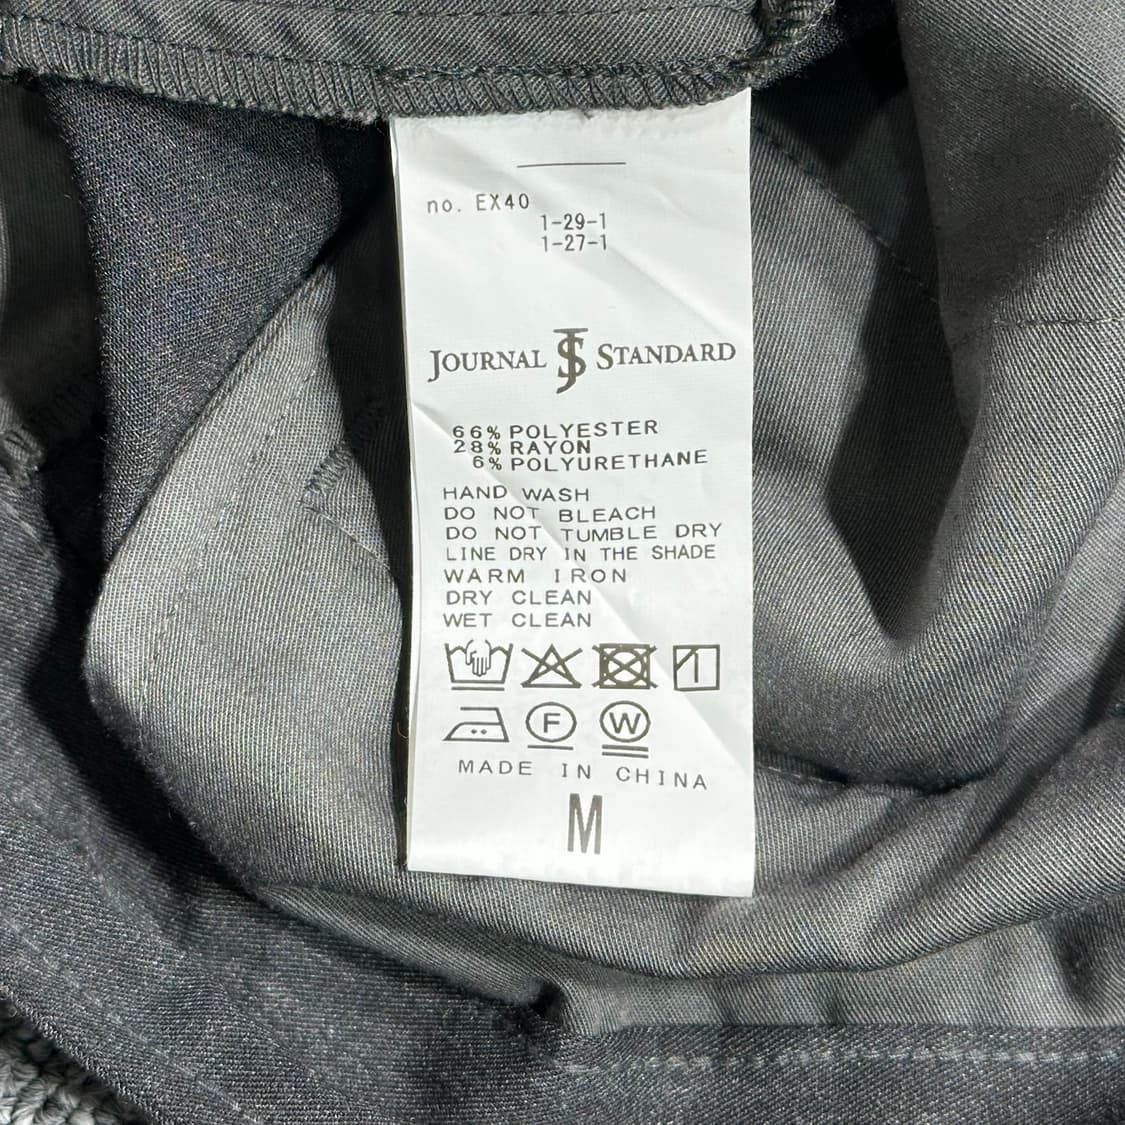 no. EX40
1-29-1
1-27-1
JOURNAL JS STANDARD
66% POLYESTER
28% RAYON
6% POLYURETHANE
HAND WASH
DO NOT BLEACH
DO NOT TUMBLE DRY
LINE DRY IN THE SHADE
WARM IRON
DRY CLEAN
WET CLEAN
F W
MADE IN CHINA
M